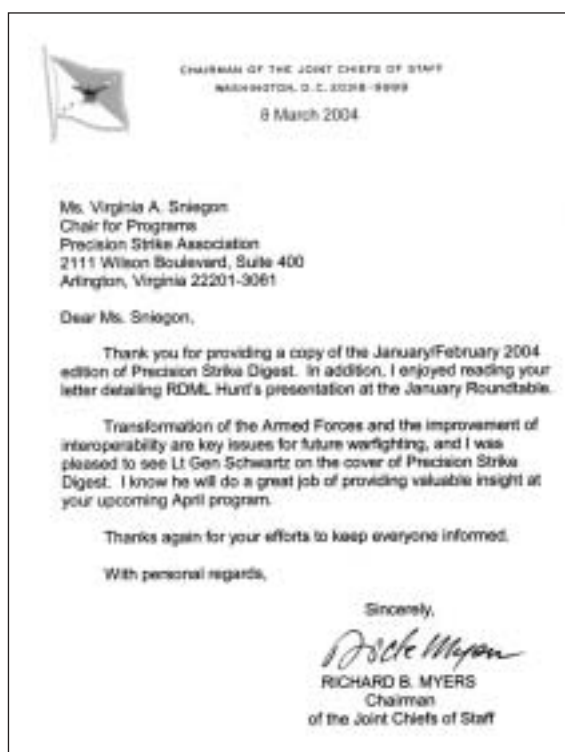 CHAIRMAN OF THE JOINT CHIEFS OF STAFF
WASHINGTON, D.C. 20318-9999
8 March 2004
Ms. Virginia A. Sniegon
Chair for Programs
Precision Strike Association
2111 Wilson Boulevard, Suite 400
Arlington, Virginia 22201-3061
Dear Ms. Sniegon,
Thank you for providing a copy of the January/February 2004
edition of Precision Strike Digest. In addition, I enjoyed reading your
letter detailing RDML Hunt's presentation at the January Roundtable.
Transformation of the Armed Forces and the improvement of
interoperability are key issues for future warfighting, and I was
pleased to see Lt Gen Schwartz on the cover of Precision Strike
Digest. I know he will do a great job of providing valuable insight at
your upcoming April program.
Thanks again for your efforts to keep everyone informed.
With personal regards,
Sincerely,
Dick Myers
RICHARD B. MYERS
Chairman
of the Joint Chiefs of Staff